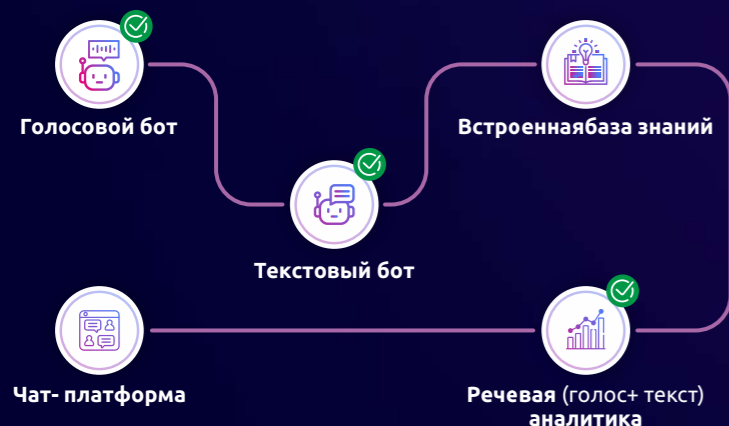 Голосовой бот
Встроеннаябаза знаний
Текстовый бот
Чат- платформа
Речевая (голос+ текст)
аналитика